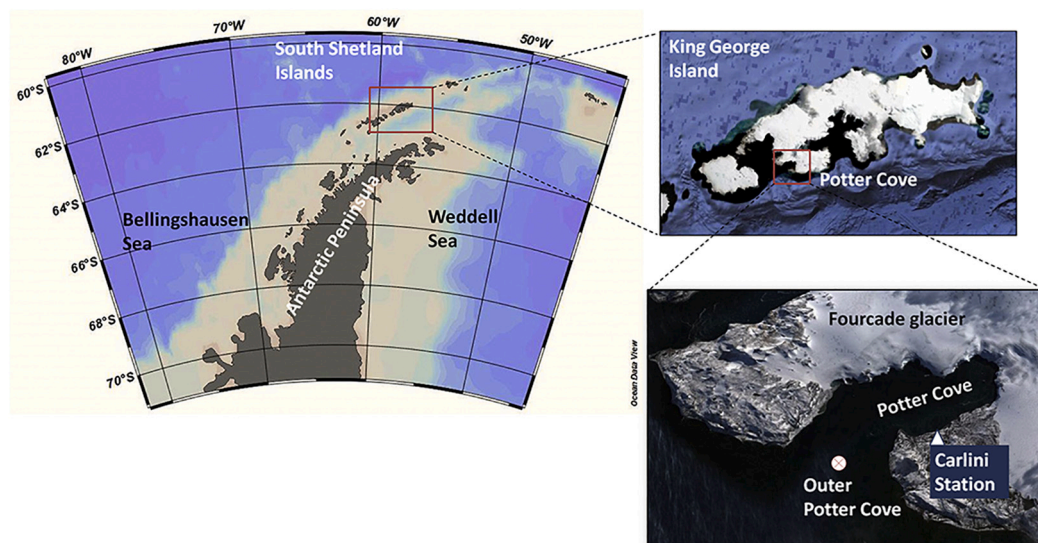 80°W
70°W
60°W
50°W
South Shetland
Islands
60°S
62°S
64°S
66°S
68°S
70°S
Bellingshausen
Sea
Antarctic Peninsula
Weddell
Sea
Ocean Data View
King George
Island
Potter Cove
Fourcade glacier
Potter Cove
Carlini
Station
Outer
Potter Cove